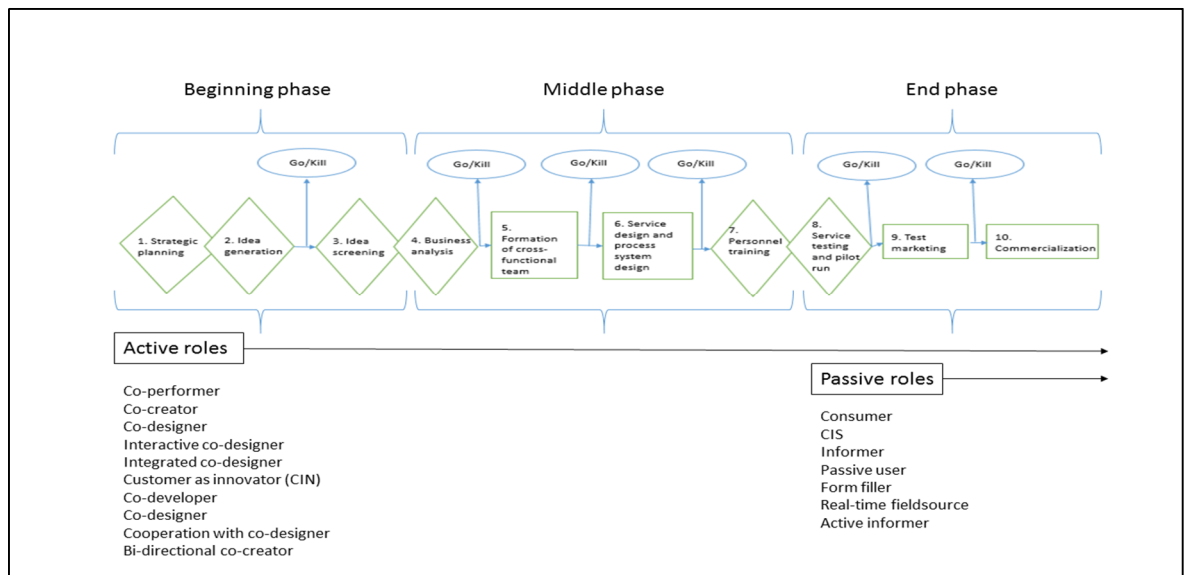 Beginning phase
Middle phase
End phase
Go/Kill
Go/Kill
Go/Kill
Go/Kill
Go/Kill
Go/Kill
1. Strategic
planning
2. Idea
generation
3. Idea
screening
4. Business
analysis
5.
Formation
of cross-
functional
team
6. Service
design and
process
system
design
7.
Personnel
training
8.
Service
testing
and pilot
run
9. Test
marketing
10.
Commercialization
Active roles
Co-performer
Co-creator
Co-designer
Interactive co-designer
Integrated co-designer
Customer as innovator (CIN)
Co-developer
Co-designer
Cooperation with co-designer
Bi-directional co-creator
Passive roles
Consumer
CIS
Informer
Passive user
Form filler
Real-time fieldsource
Active informer